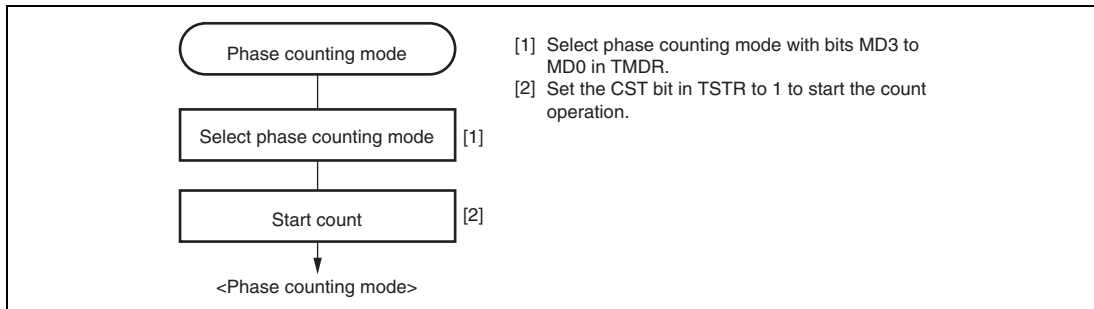 Phase counting mode
Select phase counting mode
[1]
Start count
[2]
<Phase counting mode>
[1] Select phase counting mode with bits MD3 to
MD0 in TMDR.
[2] Set the CST bit in TSTR to 1 to start the count
operation.